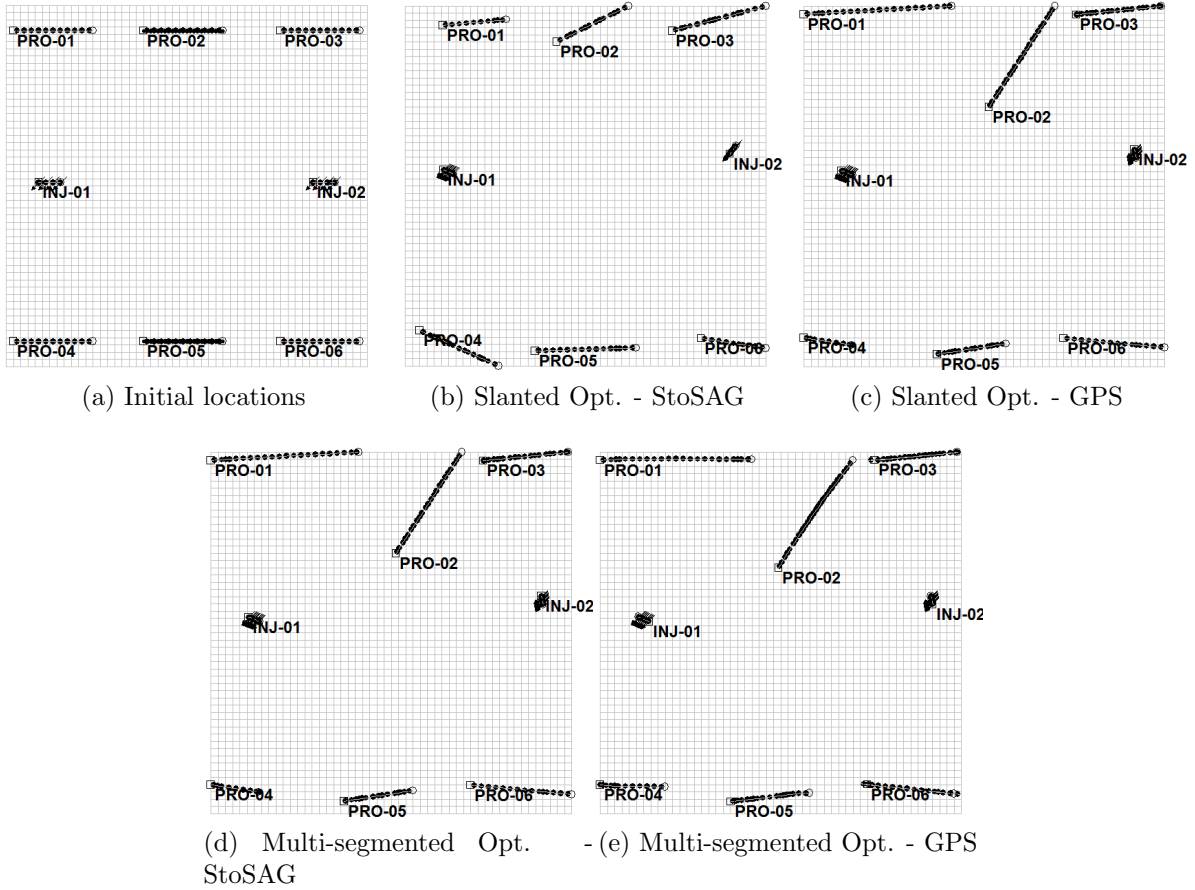 PRO-01 PRO-02 PRO-03
INJ-01 INJ-02
PRO-04 PRO-05 PRO-06
(a) Initial locations
PRO-01 PRO-02 PRO-03
INJ-01 INJ-02
PRO-04 PRO-05 PRO-06
(b) Slanted Opt. - StoSAG
PRO-01 PRO-02 PRO-03
INJ-01 INJ-02
PRO-04 PRO-05 PRO-06
(c) Slanted Opt. - GPS
PRO-01 PRO-02 PRO-03
INJ-01 INJ-02
PRO-04 PRO-05 PRO-06
(d) Multi-segmented Opt. -
StoSAG
PRO-01 PRO-02 PRO-03
INJ-01 INJ-02
PRO-04 PRO-05 PRO-06
(e) Multi-segmented Opt. - GPS